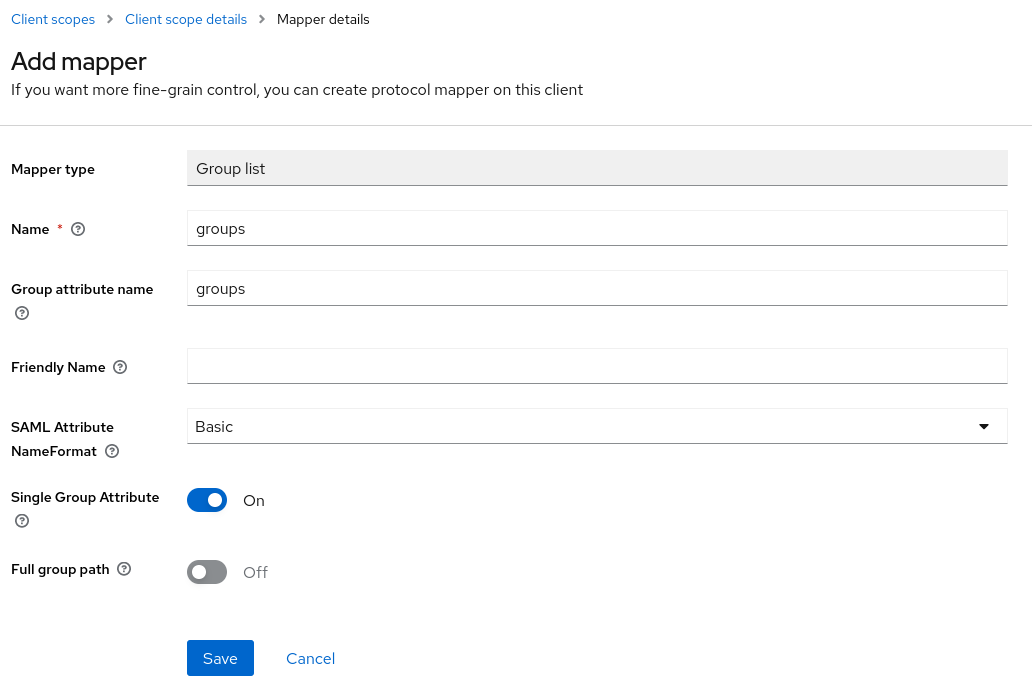 Client scopes > Client scope details > Mapper details
Add mapper
If you want more fine-grain control, you can create protocol mapper on this client
Mapper type
Group list
Name * ?
groups
Group attribute name
?
groups
Friendly Name ?
SAML Attribute
NameFormat ?
Basic
Single Group Attribute
?
On
Full group path ?
Off
Save
Cancel